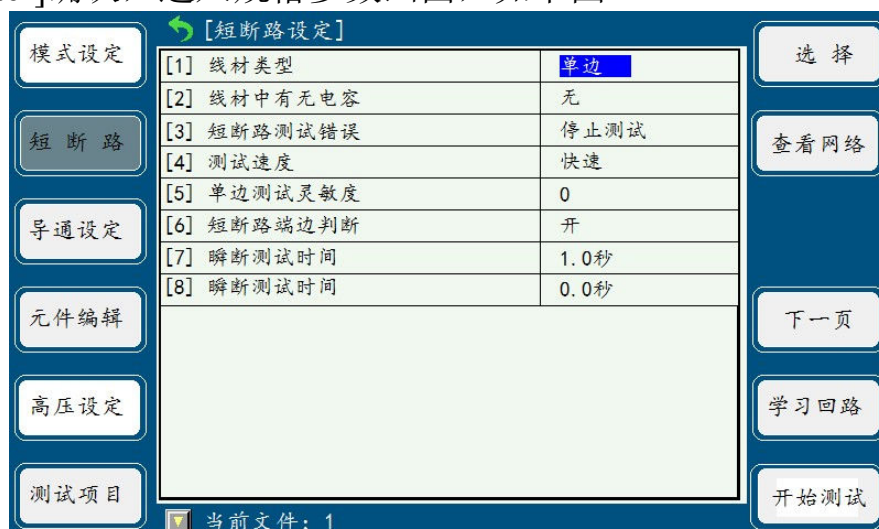 [短断路设定]
模式设定
短断路
导通设定
元件编辑
高压设定
测试项目
[1] 线材类型 单边
[2] 线材中有无电容 无
[3] 短断路测试错误 停止测试
[4] 测试速度 快速
[5] 单边测试灵敏度 0
[6] 短断路端边判断 开
[7] 瞬断测试时间 1.0秒
[8] 瞬断测试时间 0.0秒
选择
查看网络
下一页
学习回路
开始测试
当前文件: 1